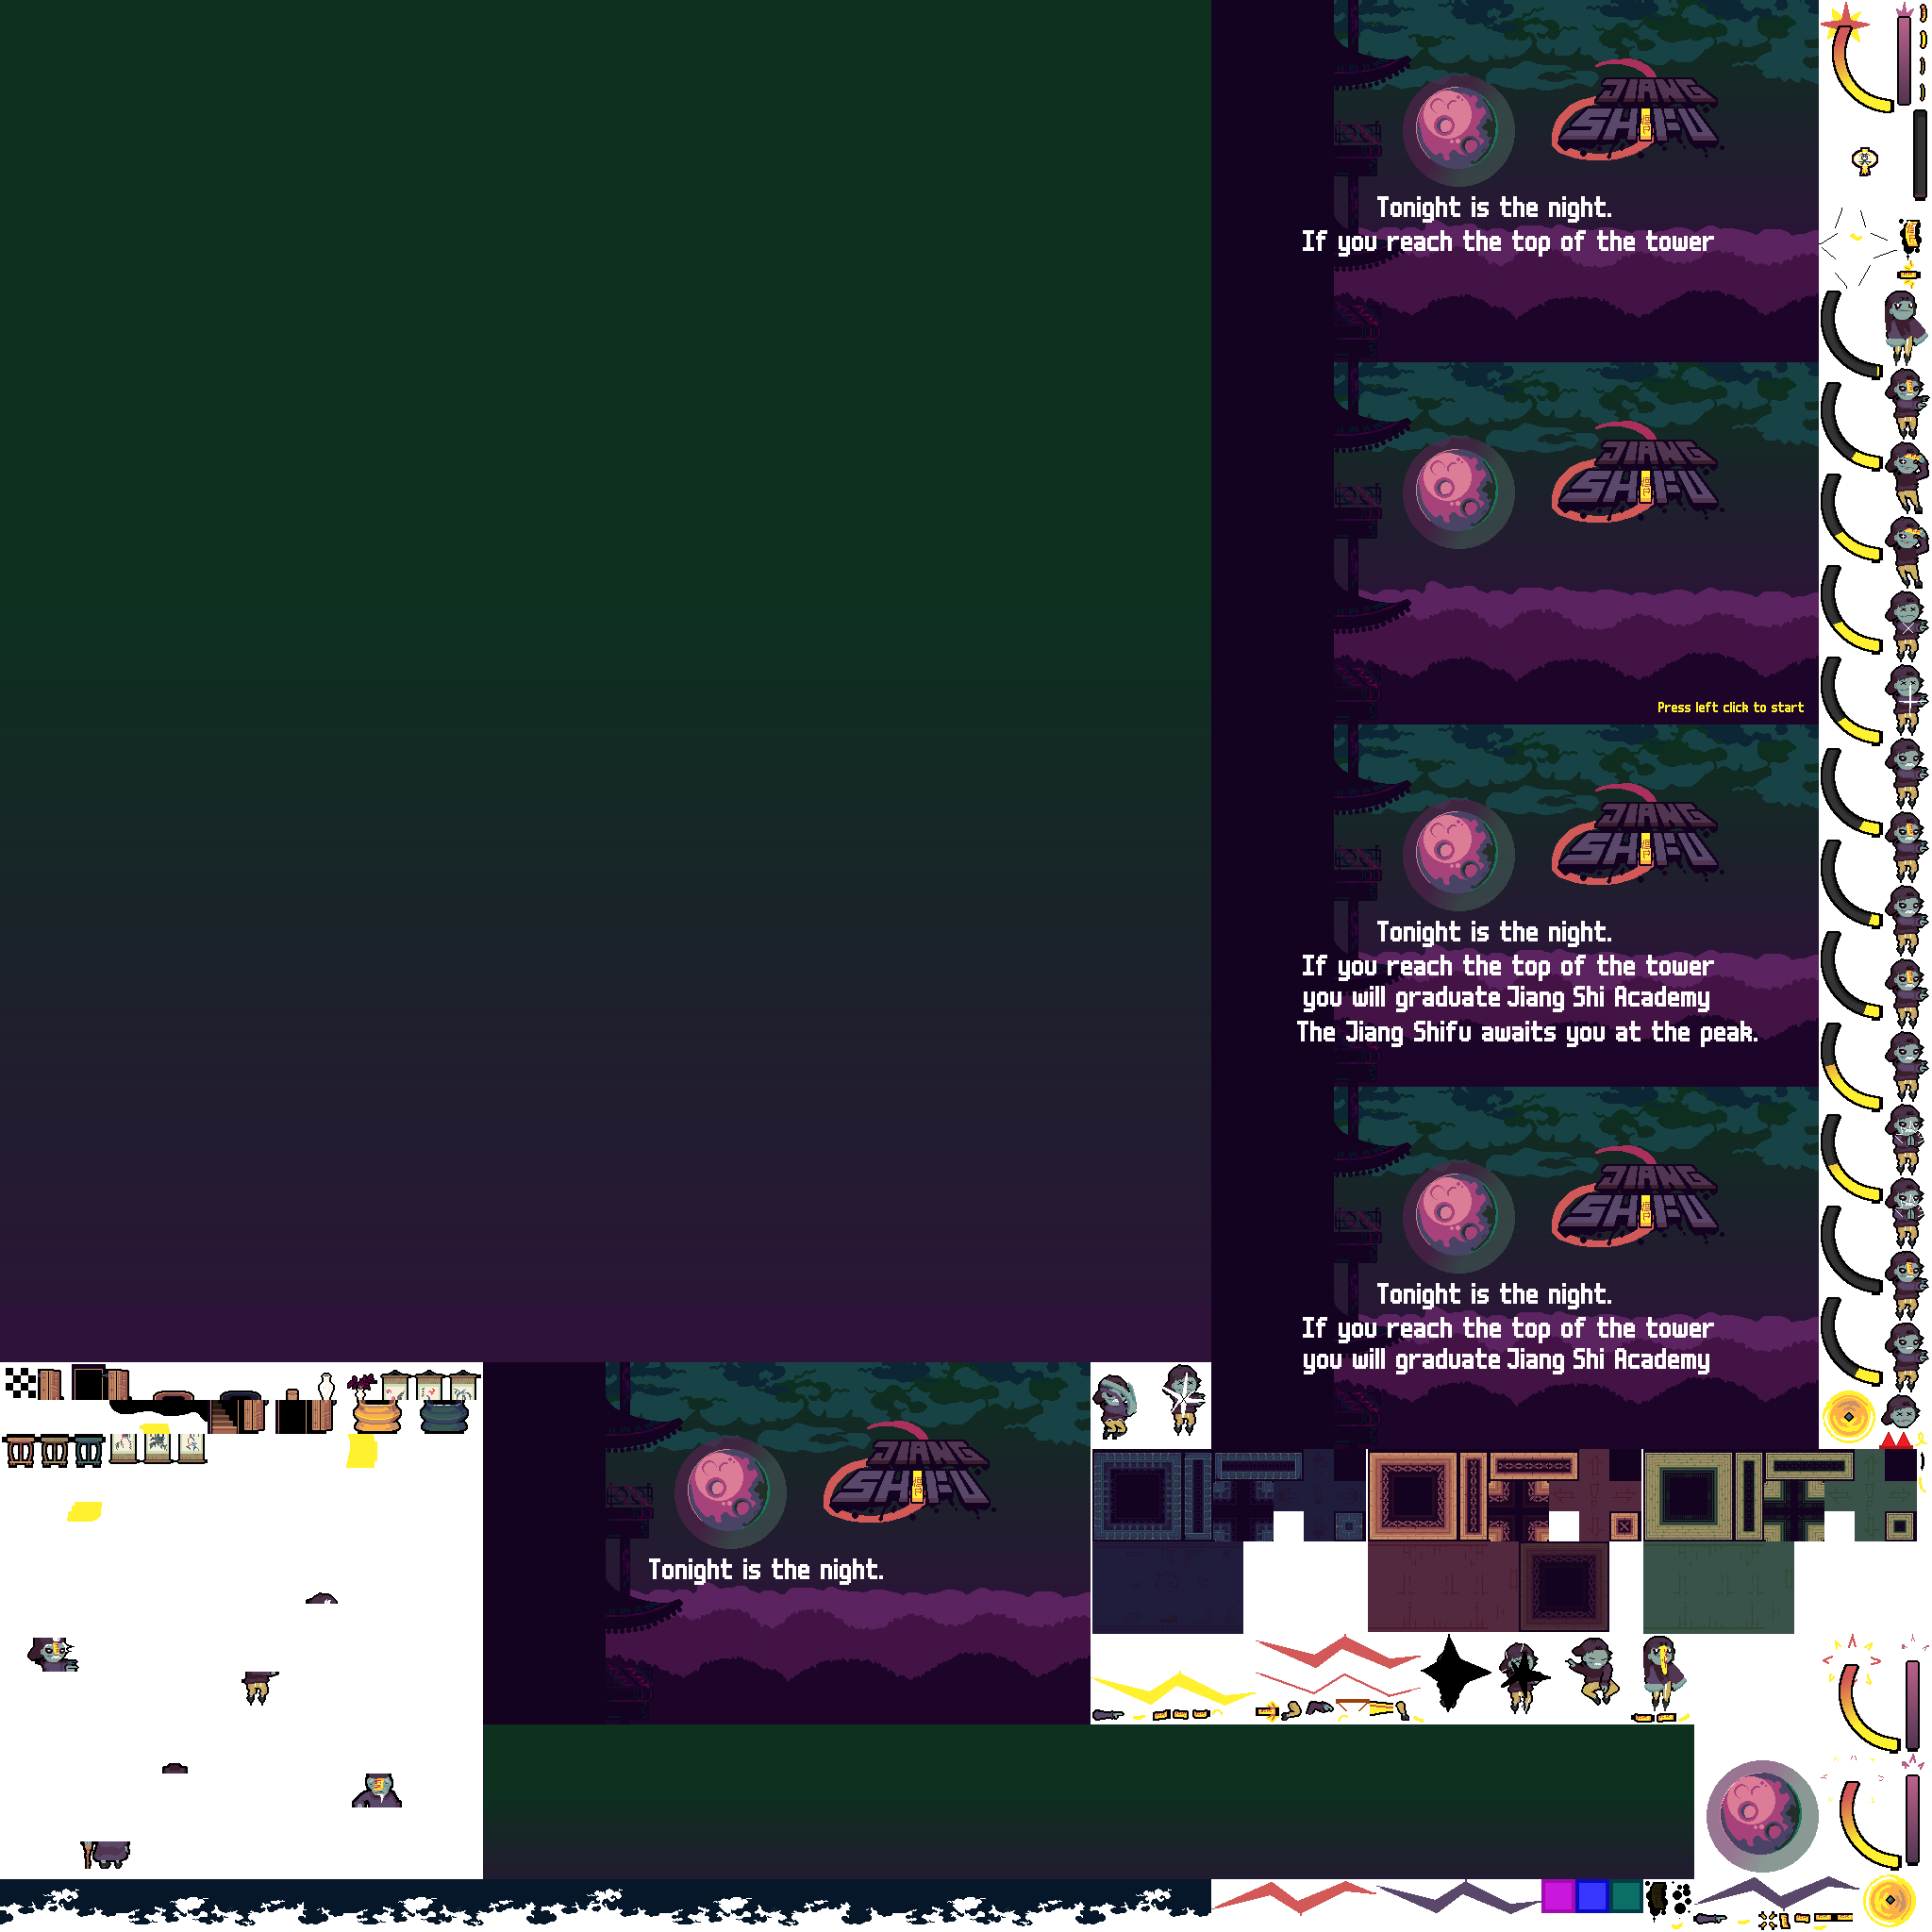 JIANG
SHIFU
Tonight is the night.
If you reach the top of the tower
JIANG
SHIFU
Press left click to start
JIANG
SHIFU
Tonight is the night.
If you reach the top of the tower
you will graduate Jiang Shi Academy
The Jiang Shifu awaits you at the peak.
JIANG
SHIFU
Tonight is the night.
If you reach the top of the tower
you will graduate Jiang Shi Academy
JIANG
SHIFU
Tonight is the night.